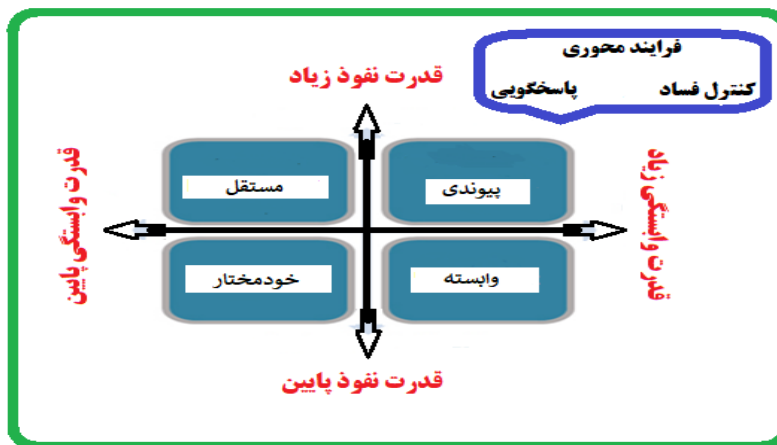 فرایند محوری
کنترل فساد پاسخگویی
قدرت نفوذ زیاد
مستقل
پیوندی
قدرت وابستگی پایین
قدرت وابستگی زیاد
خودمختار
وابسته
قدرت نفوذ پایین